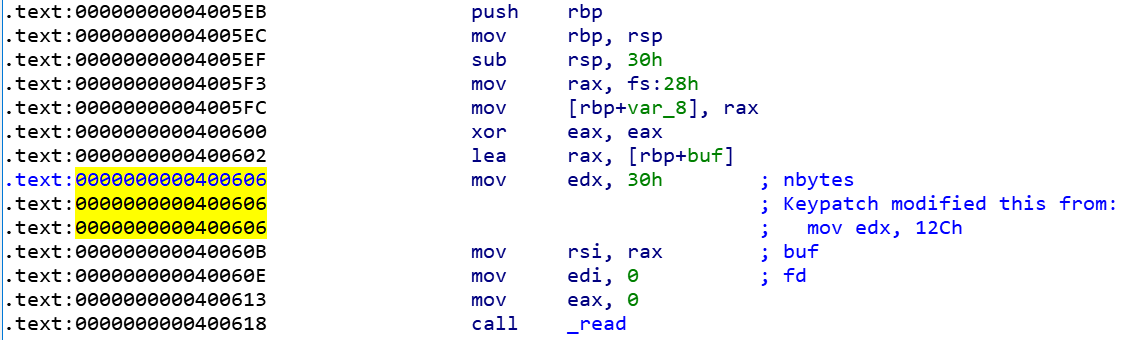 .text:00000000004005EB push rbp
.text:00000000004005EC mov rbp, rsp
.text:00000000004005EF sub rsp, 30h
.text:00000000004005F3 mov rax, fs:28h
.text:00000000004005FC mov [rbp+var_8], rax
.text:0000000000400600 xor eax, eax
.text:0000000000400602 lea rax, [rbp+buf]
.text:0000000000400606 mov edx, 30h ; nbytes
.text:0000000000400606 ; Keypatch modified this from:
.text:0000000000400606 ; mov edx, 12Ch
.text:000000000040060B mov rsi, rax ; buf
.text:000000000040060E mov edi, 0 ; fd
.text:0000000000400613 mov eax, 0
.text:0000000000400618 call _read